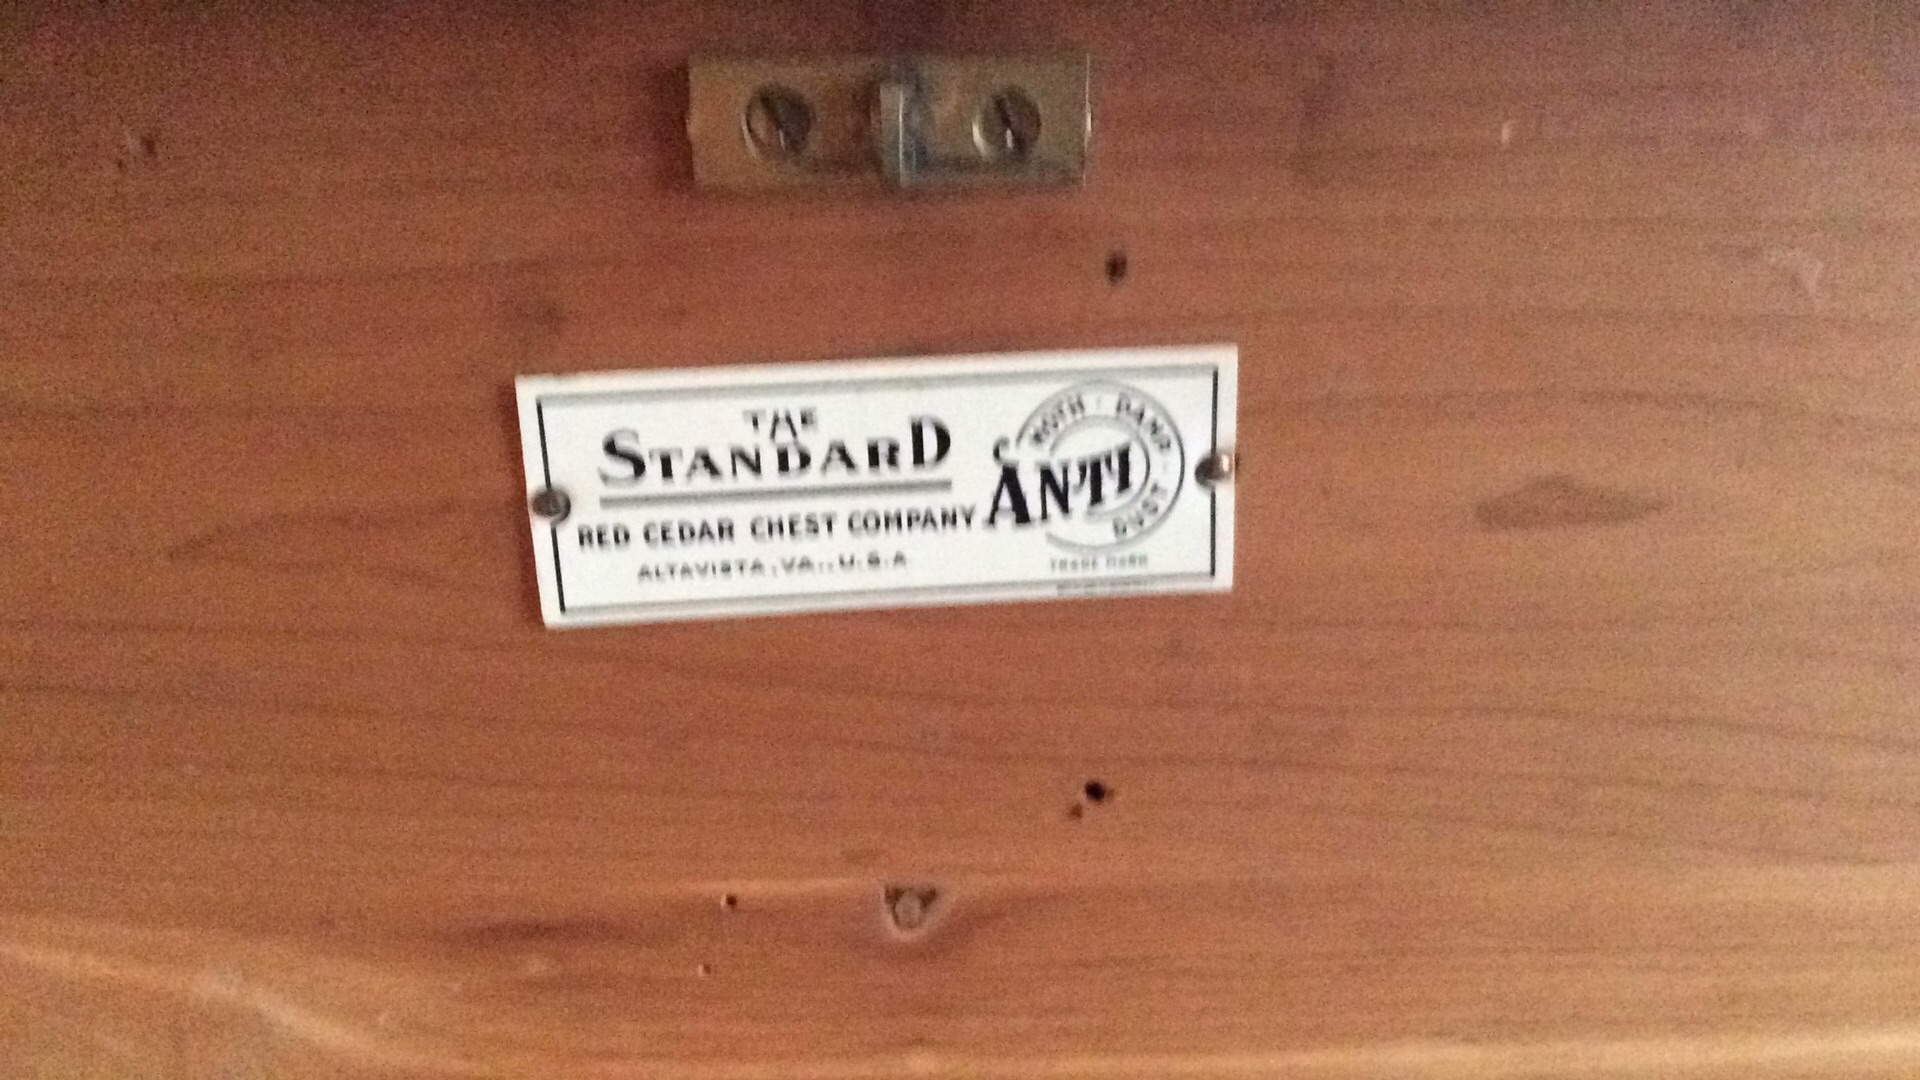 THE
STANDARD
RED CEDAR CHEST COMPANY
ALTAVISTA, VA., U.S.A
ANTI
MOTH · DAMP · DUST
TRADE MARK